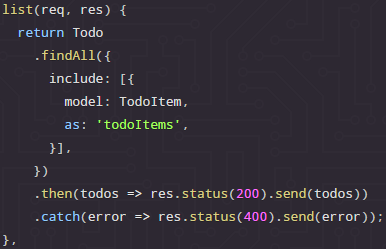 list(req, res) {
  return Todo
    .findAll({
      include: [{
        model: TodoItem,
        as: 'todoItems',
      }],
    })
    .then(todos => res.status(200).send(todos))
    .catch(error => res.status(400).send(error));
},